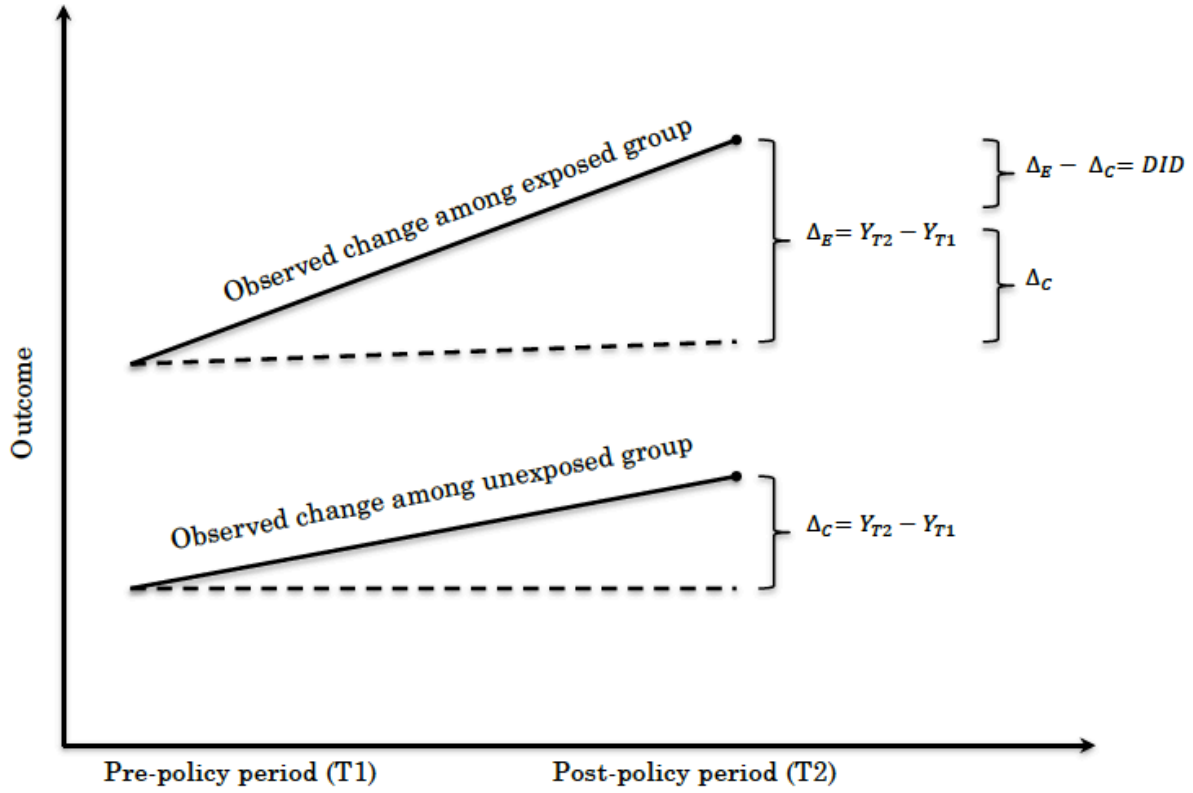 Observed change among exposed group
Δ_E − Δ_C = DID
Δ_E = Y_T2 − Y_T1
Δ_C
Outcome
Observed change among unexposed group
Δ_C = Y_T2 − Y_T1
Pre-policy period (T1)
Post-policy period (T2)